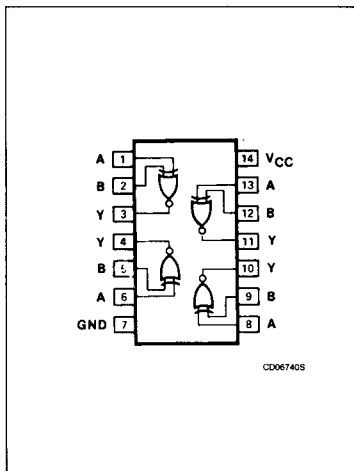 A 1 14 VCC
B 2 13 A
Y 3 12 B
Y 4 11 Y
B 5 10 Y
A 6 9 B
GND 7 8 A
CD06740S